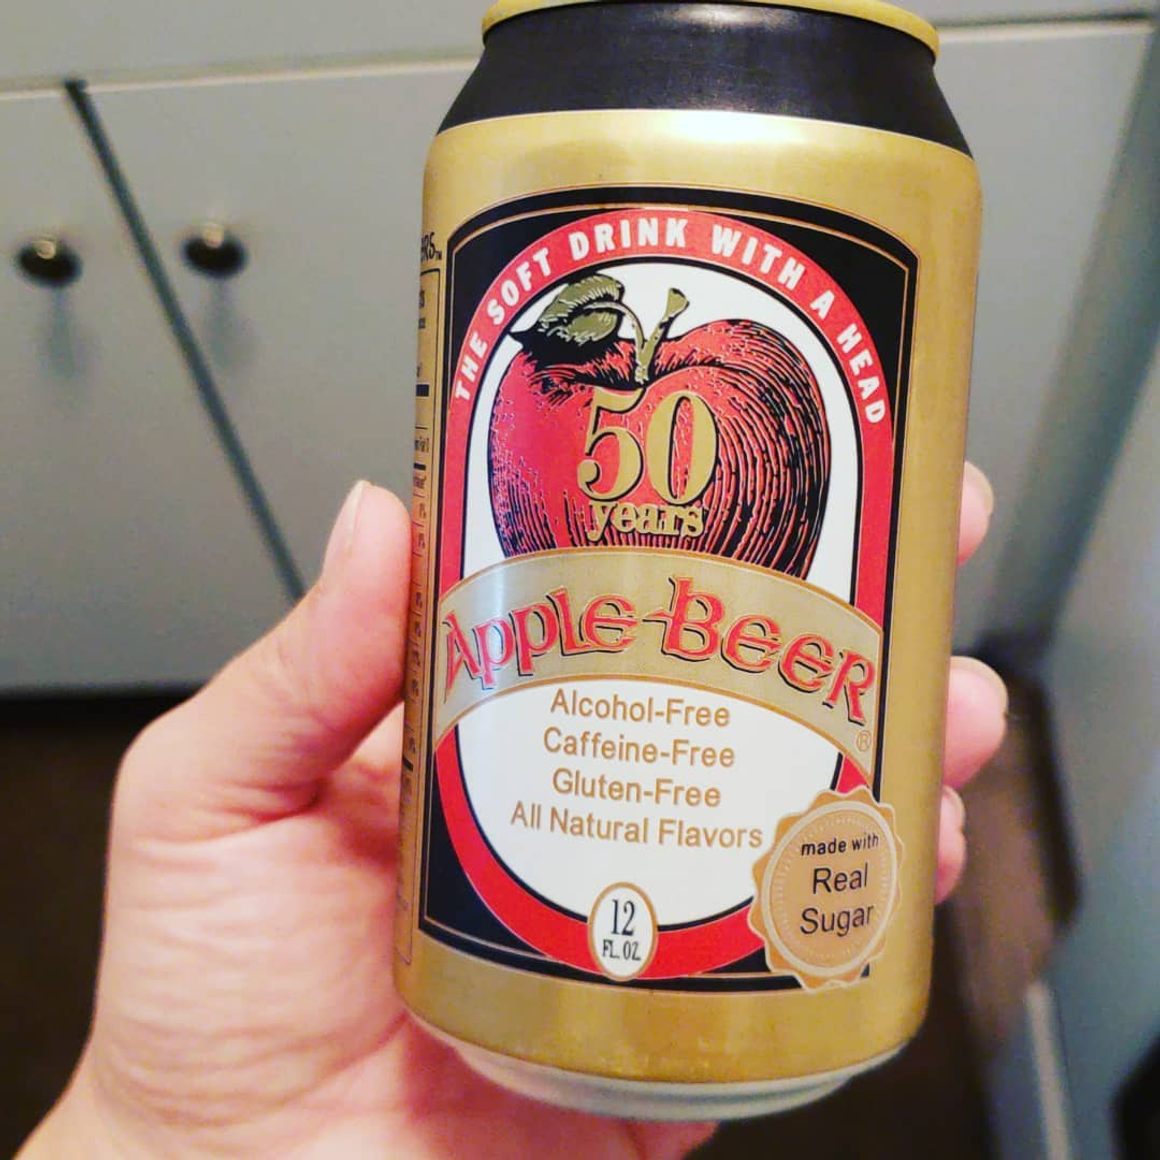 THE SOFT DRINK WITH A HEAD
50
years
Apple Beer
®
Alcohol-Free
Caffeine-Free
Gluten-Free
All Natural Flavors
made with
Real
Sugar
12
FL. OZ.